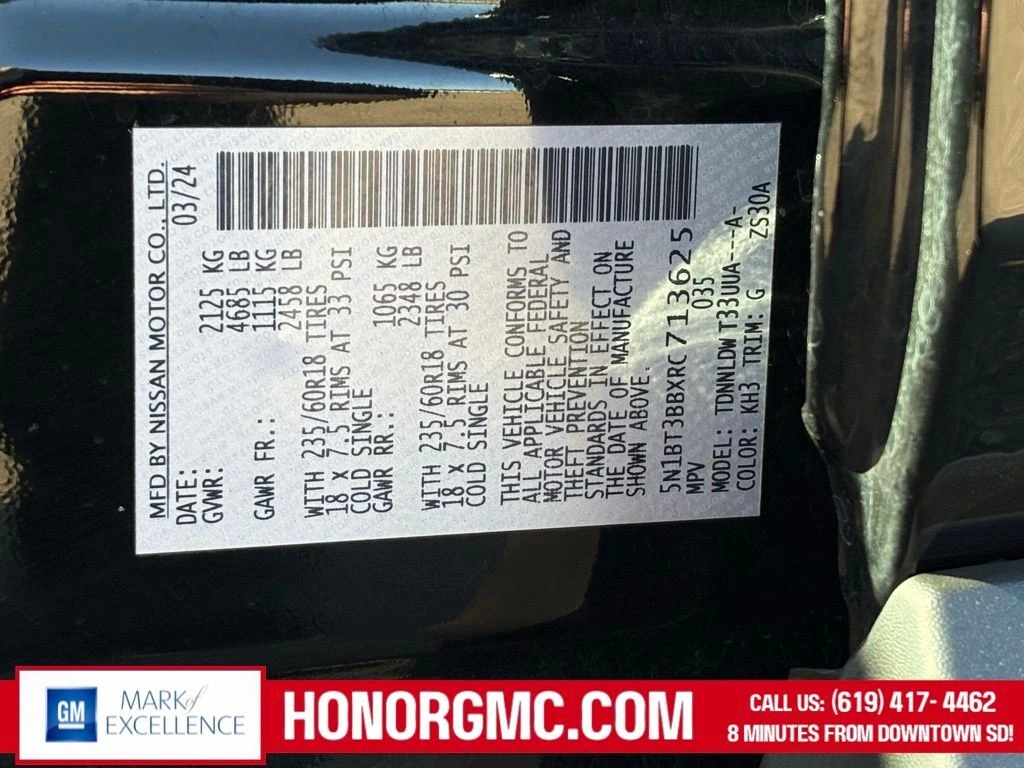 MFD BY NISSAN MOTOR CO., LTD.
DATE: 03/24
GVWR: 2125 KG
4685 LB
GAWR FR.: 1115 KG
2458 LB
WITH 235/60R18 TIRES
18 X 7.5 RIMS AT 33 PSI
COLD SINGLE
GAWR RR.: 1065 KG
2348 LB
WITH 235/60R18 TIRES
18 X 7.5 RIMS AT 30 PSI
COLD SINGLE
THIS VEHICLE CONFORMS TO
ALL APPLICABLE FEDERAL
MOTOR VEHICLE SAFETY AND
THEFT PREVENTION
STANDARDS IN EFFECT ON
THE DATE OF MANUFACTURE
SHOWN ABOVE.
5N1BT3BBXRC713625
MPV 035
MODEL: TDNNLDWT33UUA---A-
COLOR: KH3 TRIM: G ZS30A
GM
MARK of
EXCELLENCE
HONORGMC.COM
CALL US: (619) 417-4462
8 MINUTES FROM DOWNTOWN SD!